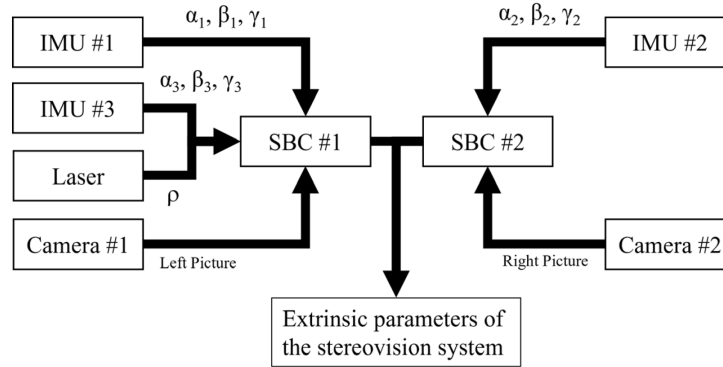 IMU #1
α1, β1, γ1
α2, β2, γ2
IMU #2
IMU #3
α3, β3, γ3
SBC #1
SBC #2
Laser
ρ
Camera #1
Left Picture
Right Picture
Camera #2
Extrinsic parameters of
the stereovision system